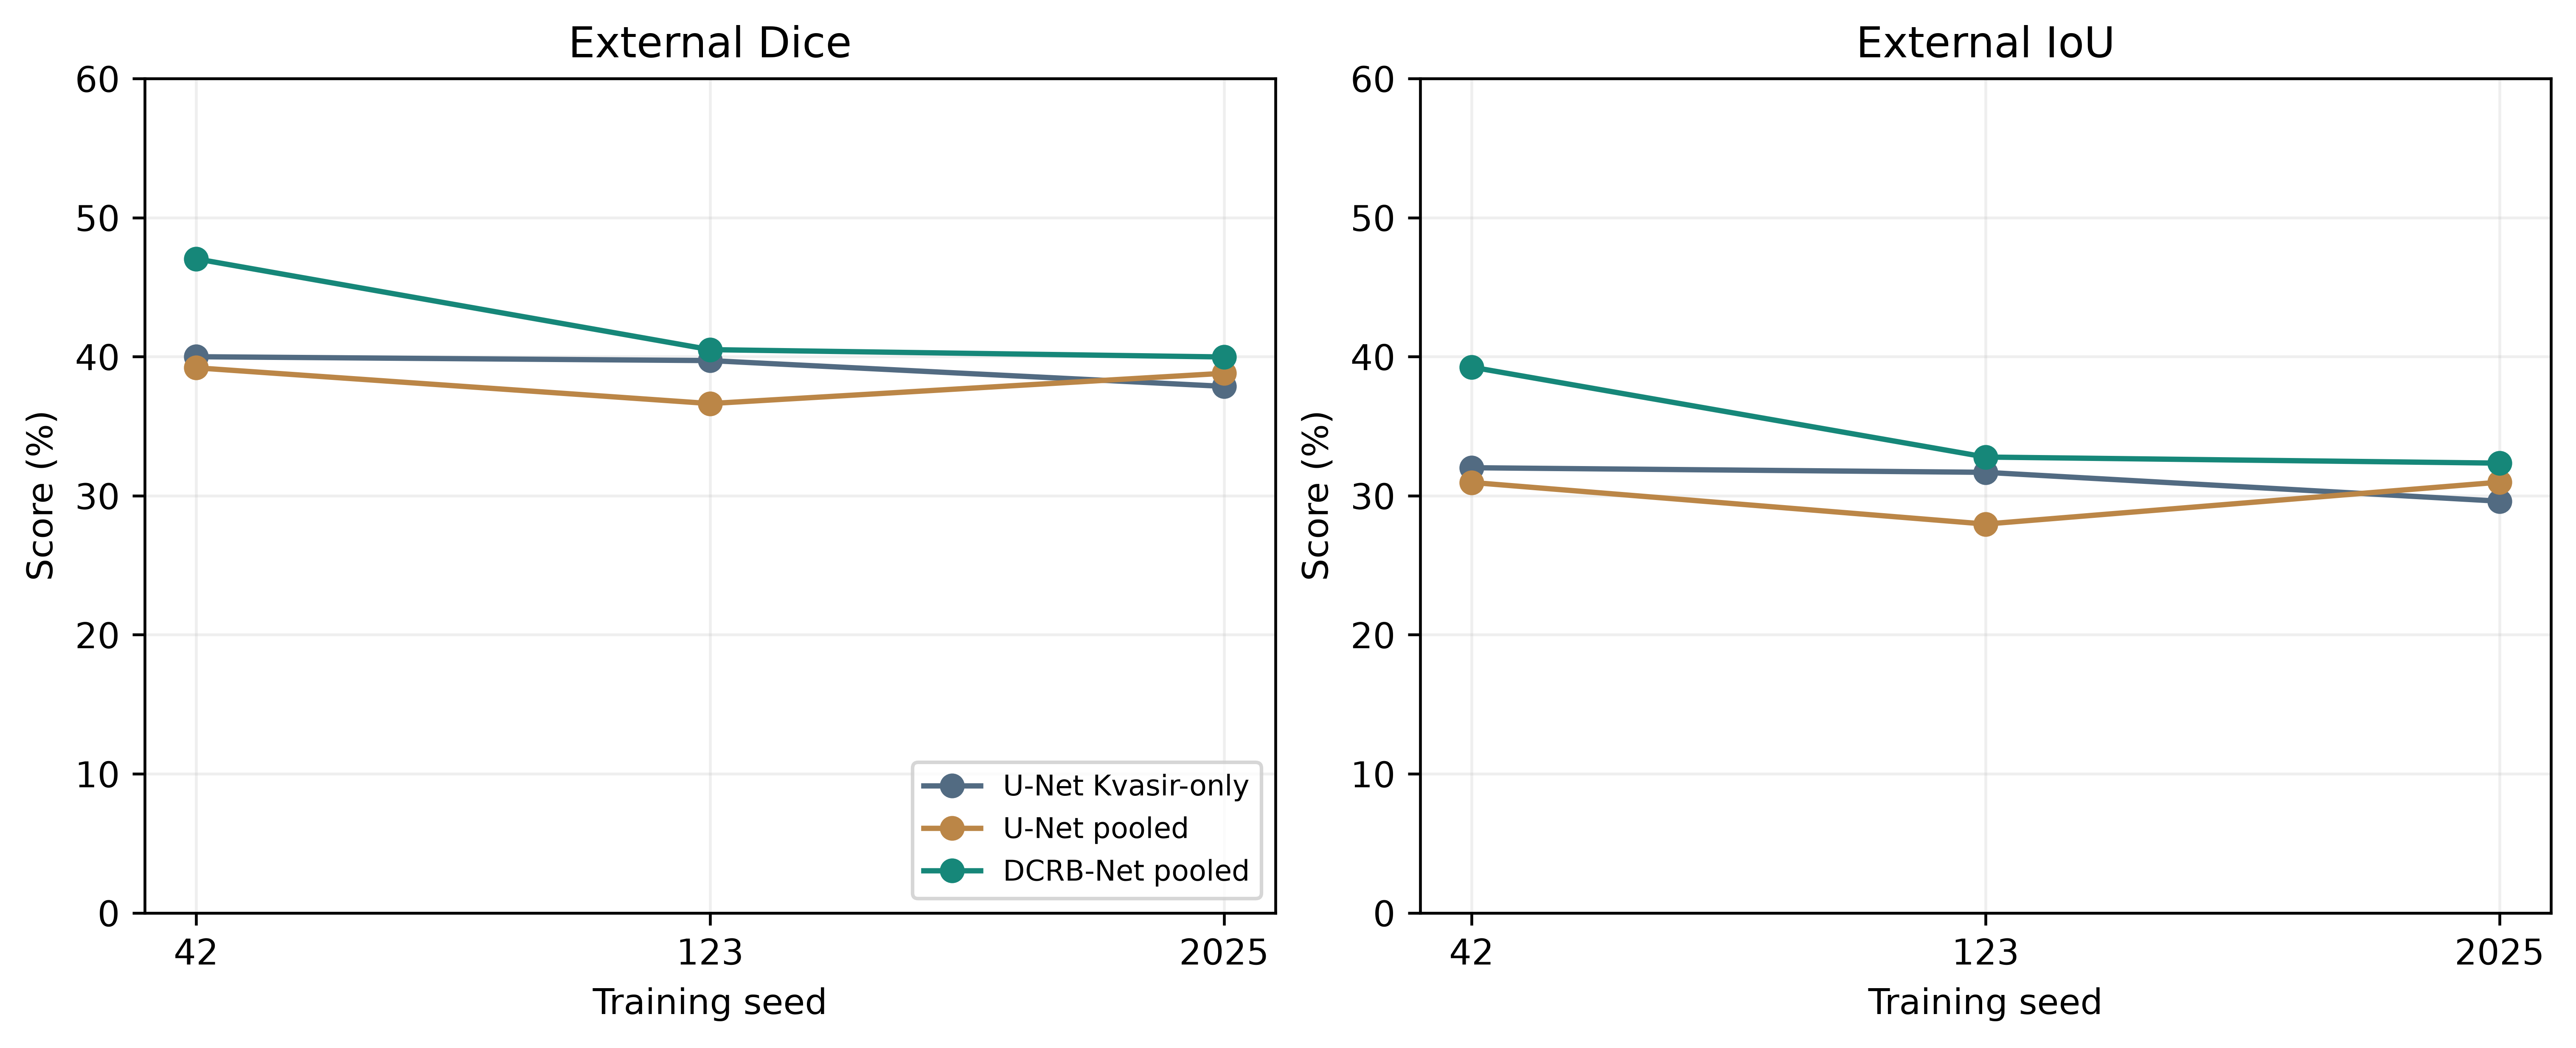 External Dice
60
50
40
30
20
10
0
Score (%)
42 123 2025
Training seed
U-Net Kvasir-only
U-Net pooled
DCRB-Net pooled
External IoU
60
50
40
30
20
10
0
Score (%)
42 123 2025
Training seed